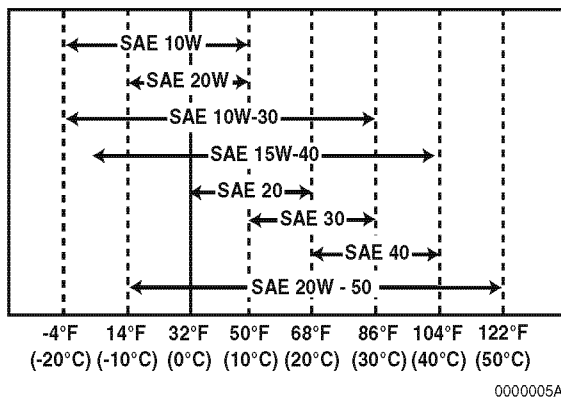 SAE 10W
SAE 20W
SAE 10W-30
SAE 15W-40
SAE 20
SAE 30
SAE 40
SAE 20W - 50
-4°F 14°F 32°F 50°F 68°F 86°F 104°F 122°F
(-20°C) (-10°C) (0°C) (10°C) (20°C) (30°C) (40°C) (50°C)
0000005A